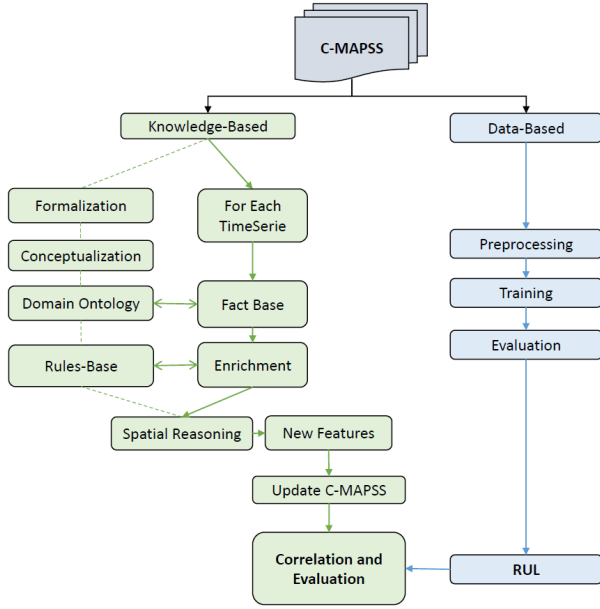 C-MAPSS
Knowledge-Based
Data-Based
Formalization
For Each
TimeSerie
Conceptualization
Preprocessing
Domain Ontology
Fact Base
Training
Rules-Base
Enrichment
Evaluation
Spatial Reasoning
New Features
Update C-MAPSS
Correlation and
Evaluation
RUL